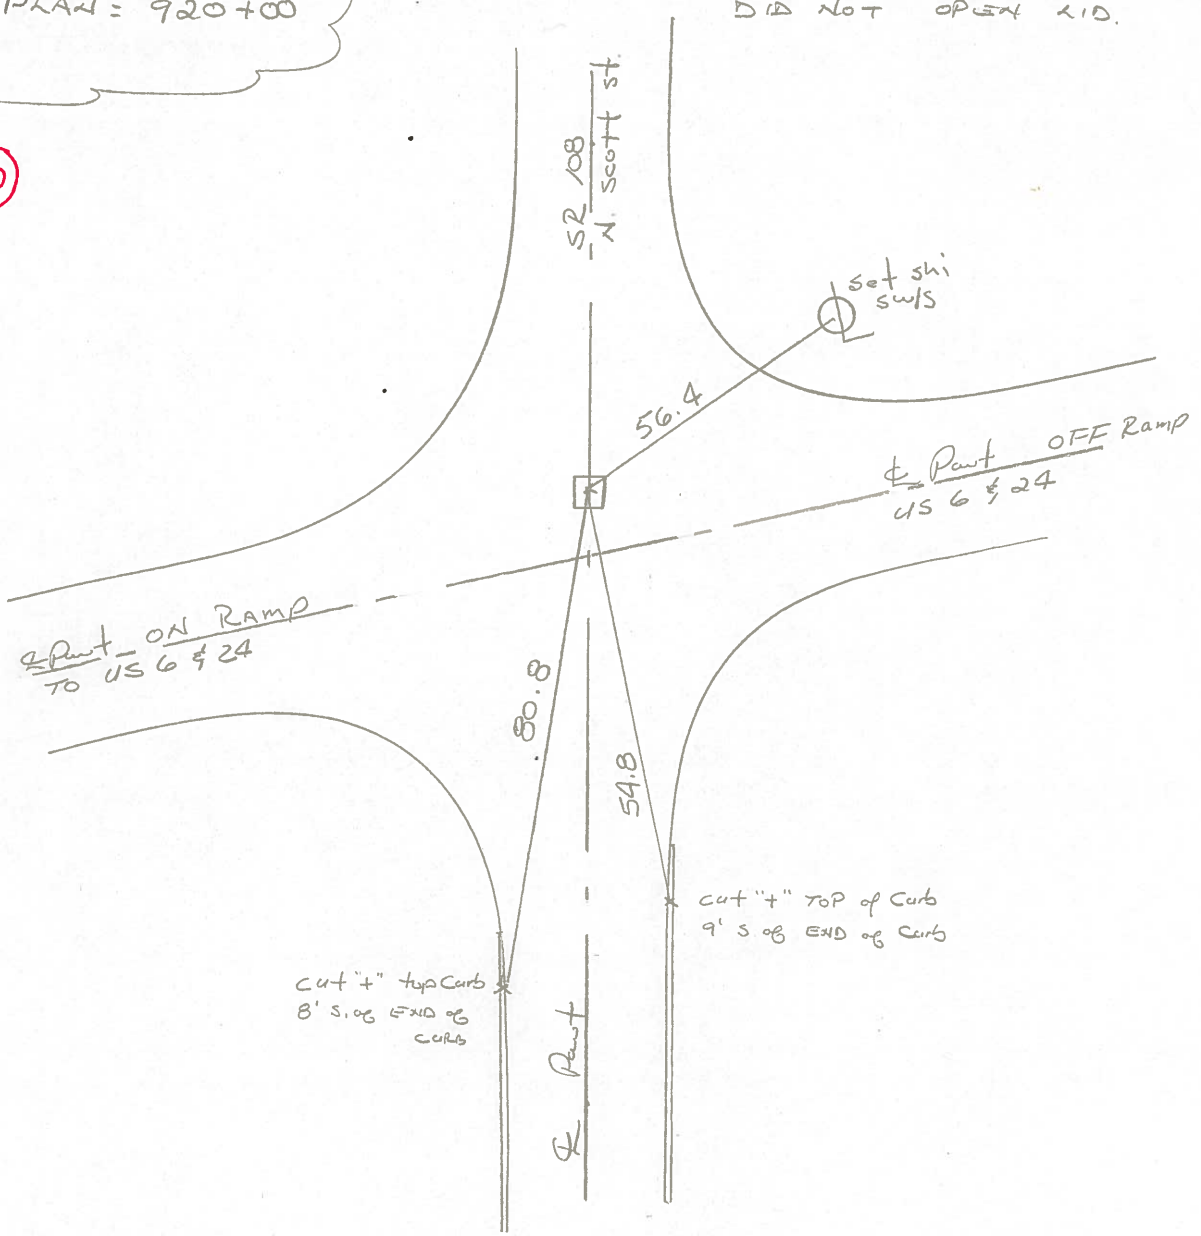 PLAN = 920+00
DID NOT OPEN LID.
SR 108
N. Scott St.
set shi
sw/s
56.4
℄ Pavt OFF Ramp
US 6 & 24
℄ Pavt ON RAMP
TO US 6 & 24
80.8
54.8
cut "+" TOP of Curb
9' S. of END of Curb
cut "+" top Curb
8' S. of END of
CURB
℄ Pavt